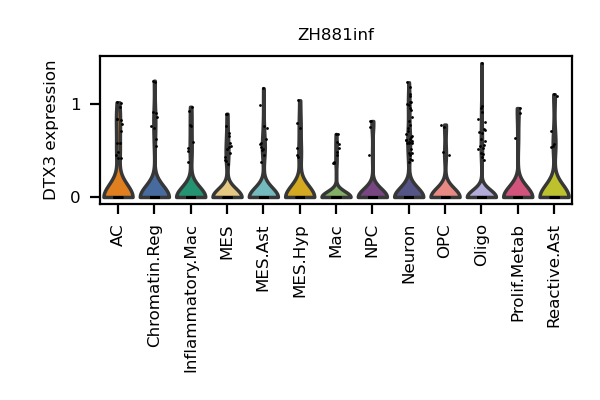 ZH881inf
DTX3 expression
1
0
AC
Chromatin.Reg
Inflammatory.Mac
MES
MES.Ast
MES.Hyp
Mac
NPC
Neuron
OPC
Oligo
Prolif.Metab
Reactive.Ast